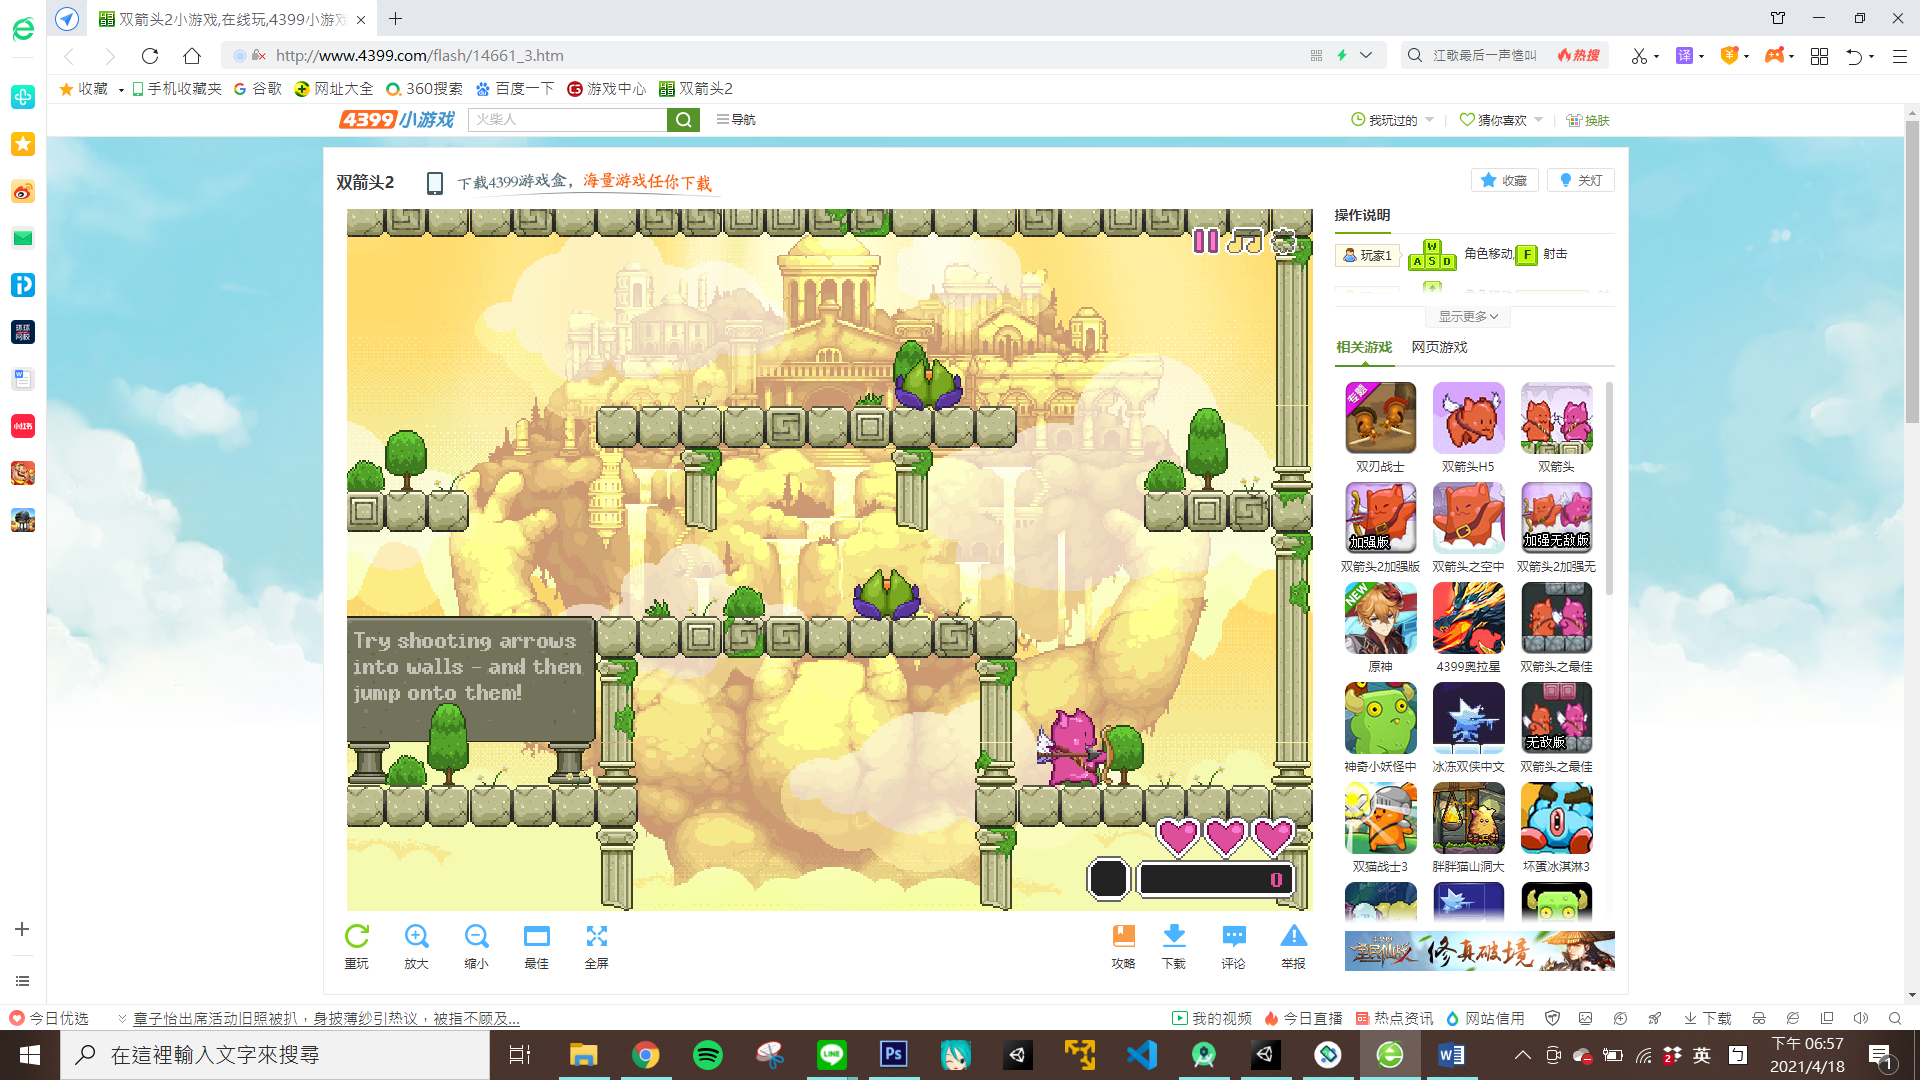 双箭头2小游戏,在线玩,4399小游戏
http://www.4399.com/flash/14661_3.htm
江歌最后一声惨叫
热搜
收藏
手机收藏夹
谷歌
网址大全
360搜索
百度一下
游戏中心
双箭头2
4399小游戏
火柴人
导航
我玩过的
猜你喜欢
换肤
双箭头2
下载4399游戏盒，海量游戏任你下载
收藏
关灯
操作说明
玩家1
W
A S D
角色移动,
F
射击
显示更多
相关游戏
网页游戏
专题
双刃战士
双箭头H5
双箭头
加强版
加强无敌版
双箭头2加强版
双箭头之空中
双箭头2加强无
NEW
原神
4399奥拉星
双箭头之最佳
无敌版
神奇小妖怪中
冰冻双侠中文
双箭头之最佳
双猫战士3
胖胖猫山洞大
坏蛋冰淇淋3
修真破境
Try shooting arrows
into walls - and then
jump onto them!
0
重玩
放大
缩小
最佳
全屏
攻略
下载
评论
举报
今日优选
童子怡出席活动旧照被扒，身披薄纱引热议，被指不顾及...
我的视频
今日直播
热点资讯
网站信用
下载
在這裡輸入文字來搜尋
LINE
Ps
2
英
下午 06:57
2021/4/18
1